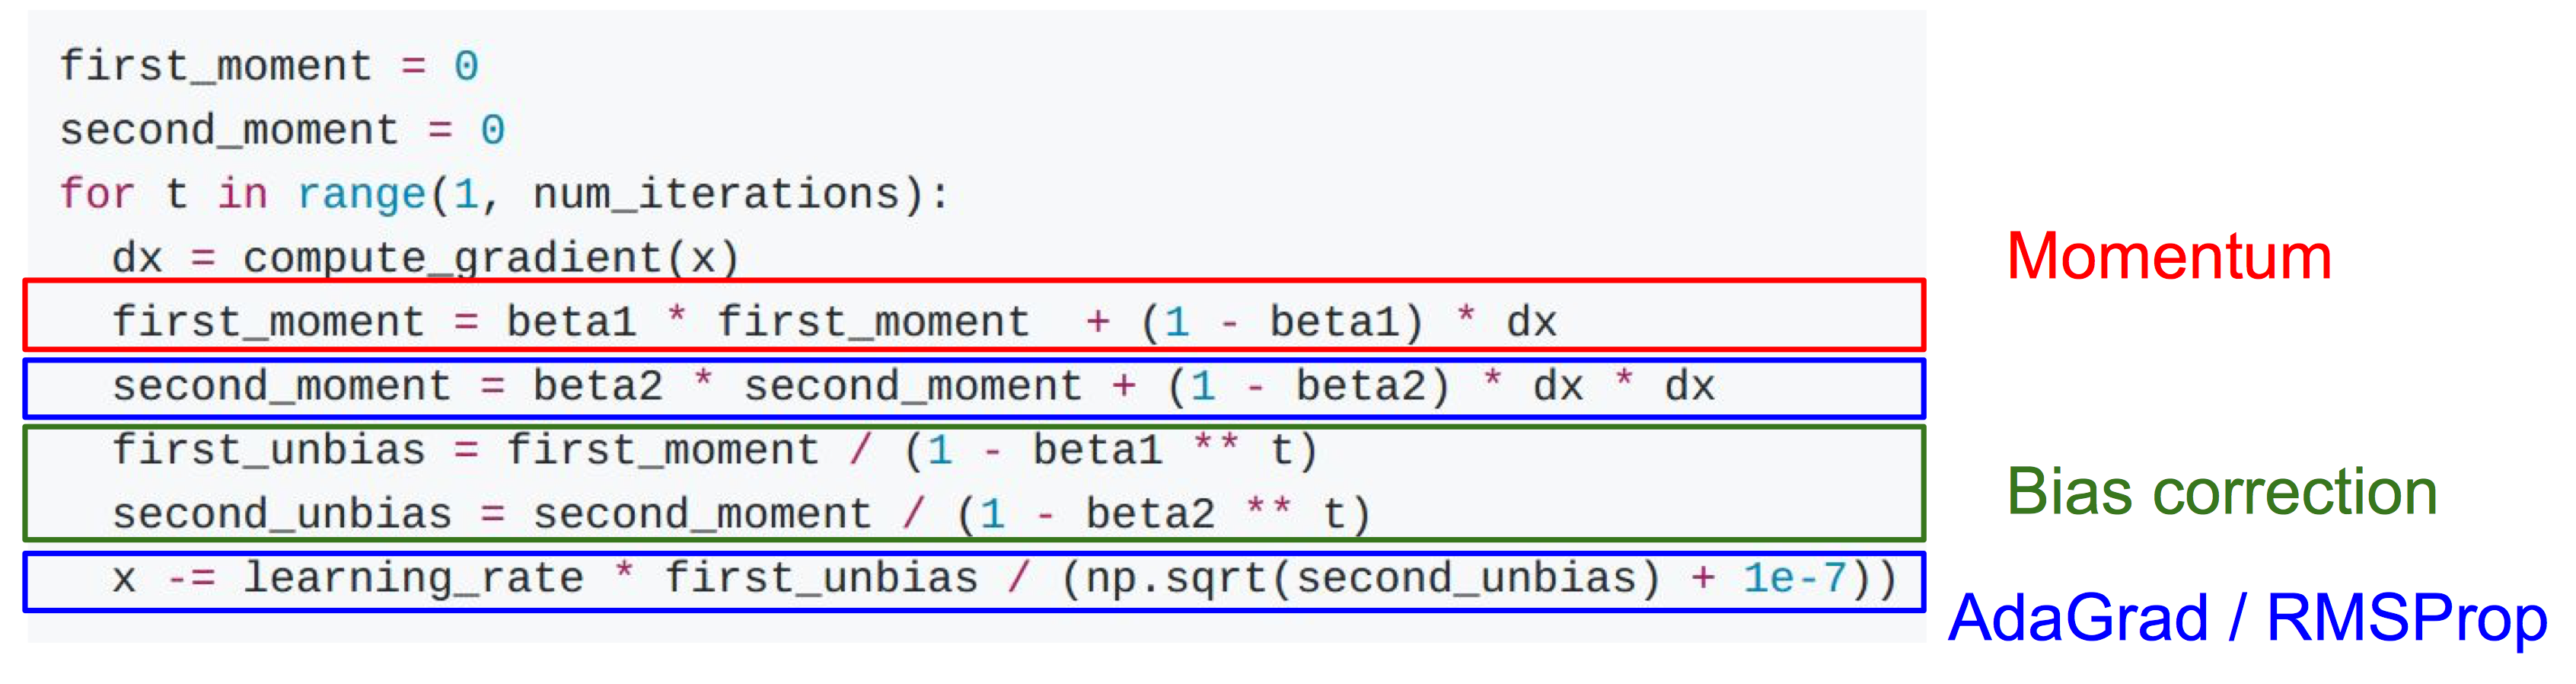 first_moment = 0
second_moment = 0
for t in range(1, num_iterations):
dx = compute_gradient(x)
first_moment = beta1 * first_moment  + (1 - beta1) * dx
second_moment = beta2 * second_moment + (1 - beta2) * dx * dx
first_unbias = first_moment / (1 - beta1 ** t)
second_unbias = second_moment / (1 - beta2 ** t)
x -= learning_rate * first_unbias / (np.sqrt(second_unbias) + 1e-7))
Momentum
Bias correction
AdaGrad / RMSProp